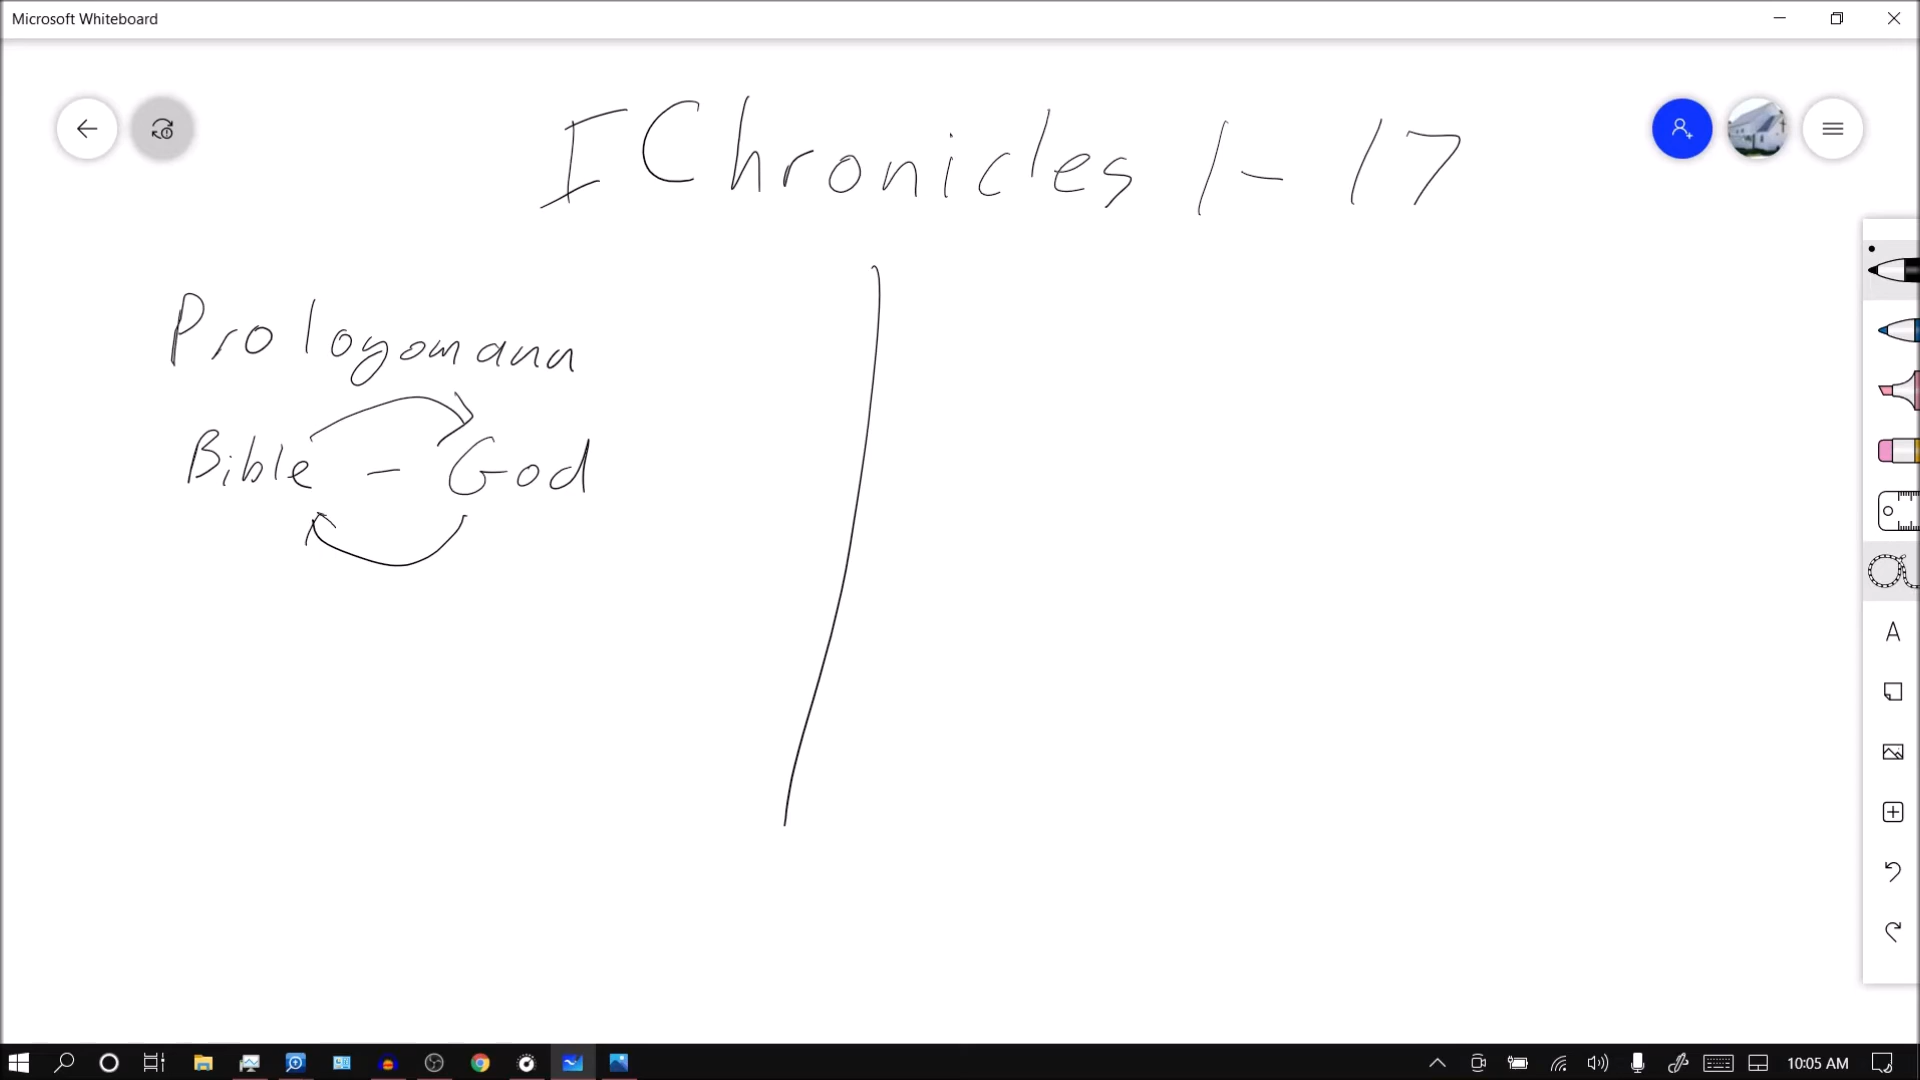 Microsoft Whiteboard
I Chronicles 1-17
Prologomana
Bible - God
A
10:05 AM